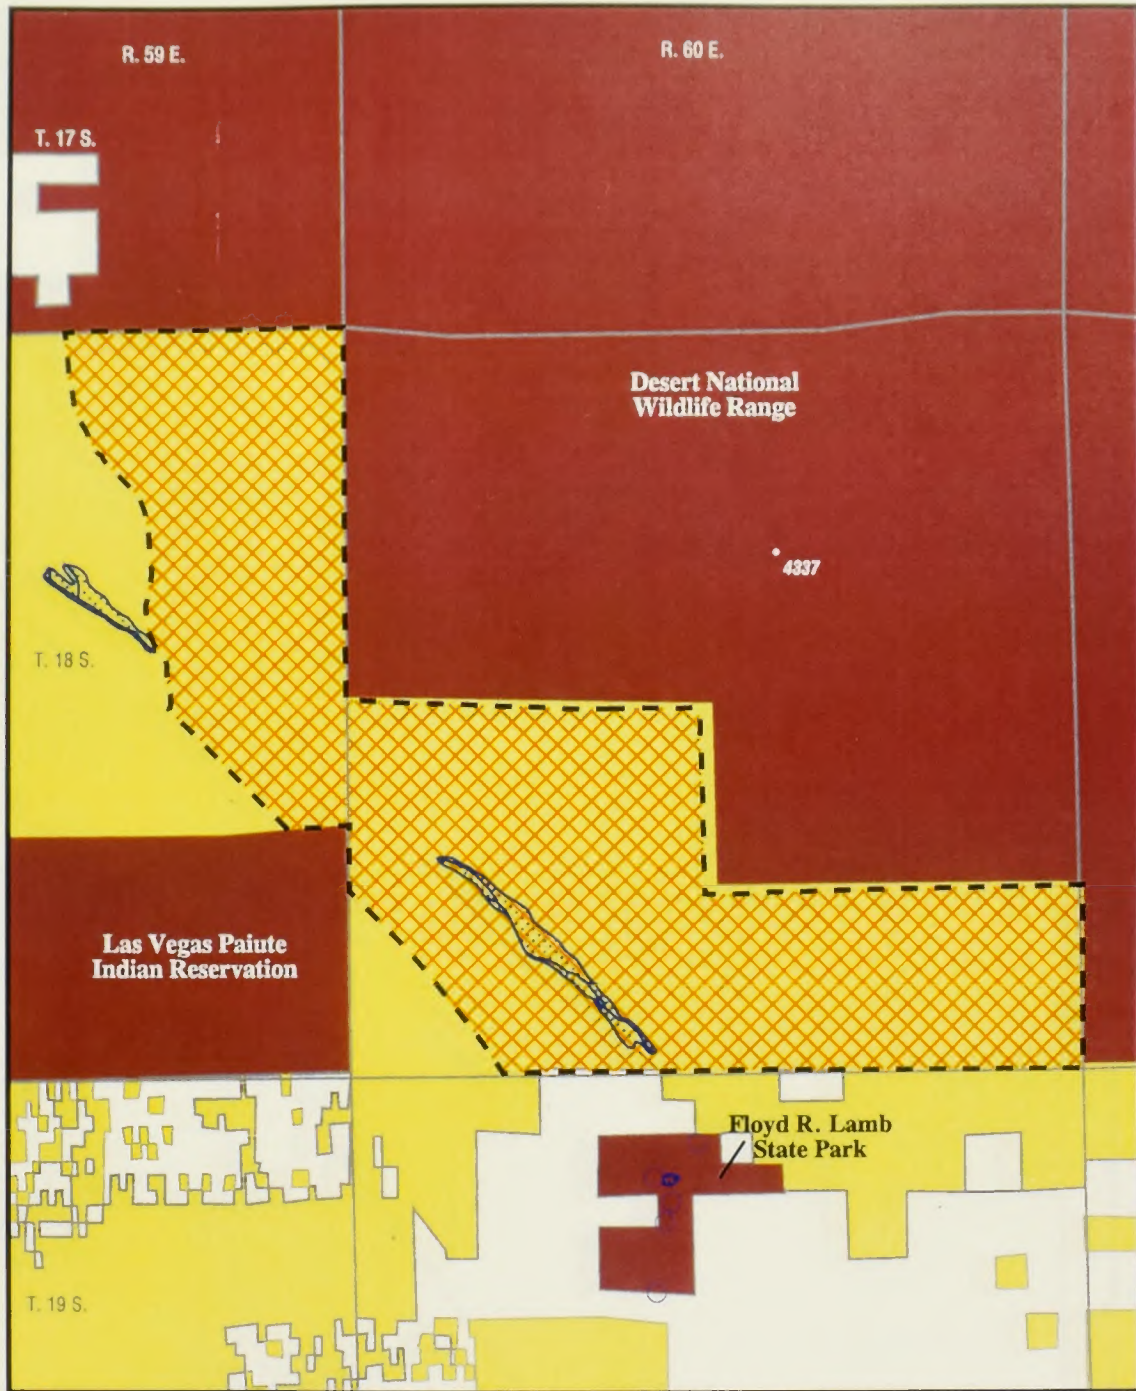 R. 59 E.
R. 60 E.
T. 17 S.
Desert National
Wildlife Range
4337
T. 18 S.
Las Vegas Paiute
Indian Reservation
Floyd R. Lamb
State Park
T. 19 S.